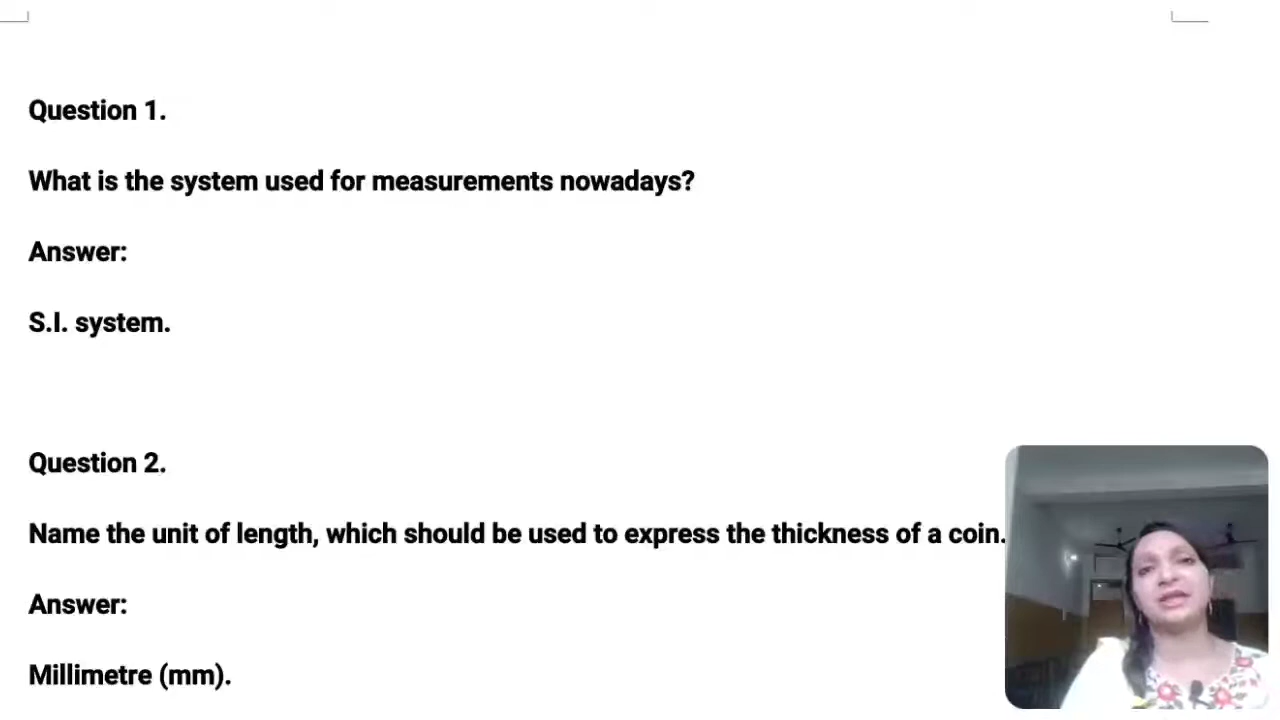 Question 1.
What is the system used for measurements nowadays?
Answer:
S.I. system.
Question 2.
Name the unit of length, which should be used to express the thickness of a coin.
Answer:
Millimetre (mm).